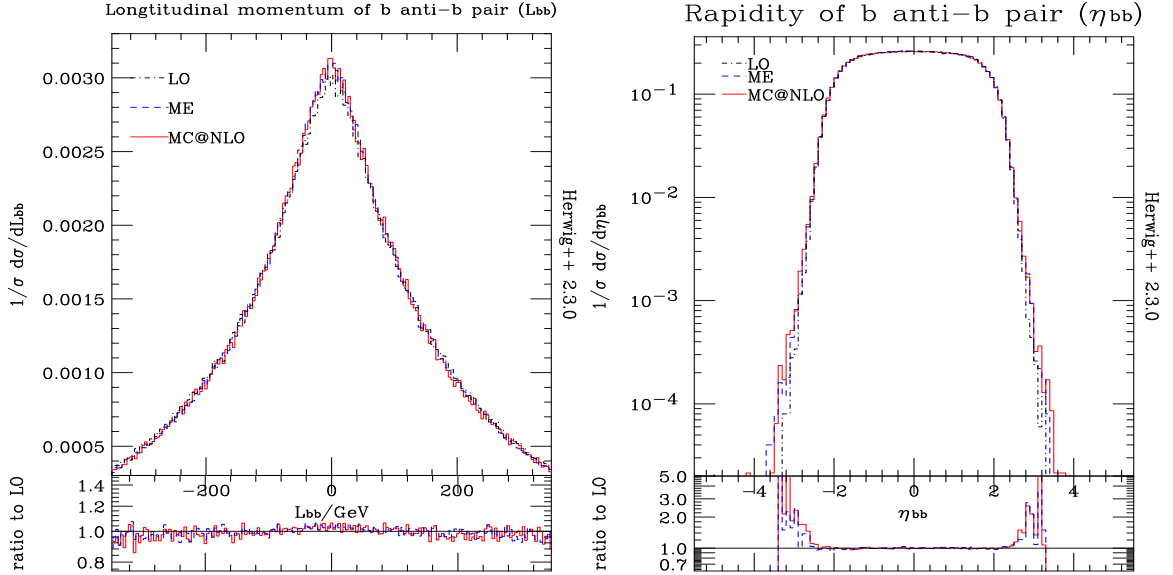 Longtitudinal momentum of b anti-b pair (Lbb)
0.0030
0.0025
0.0020
0.0015
0.0010
0.0005
LO
ME
MC@NLO
1/σ dσ/dLbb
Herwig++ 2.3.0
ratio to LO
1.4
1.2
1.0
0.8
-200
0
200
Lbb/GeV
Rapidity of b anti-b pair (ηbb)
10⁻¹
10⁻²
10⁻³
10⁻⁴
LO
ME
MC@NLO
1/σ dσ/dηbb
Herwig++ 2.3.0
ratio to LO
5.0
3.0
2.0
1.0
0.7
-4
-2
0
2
4
ηbb